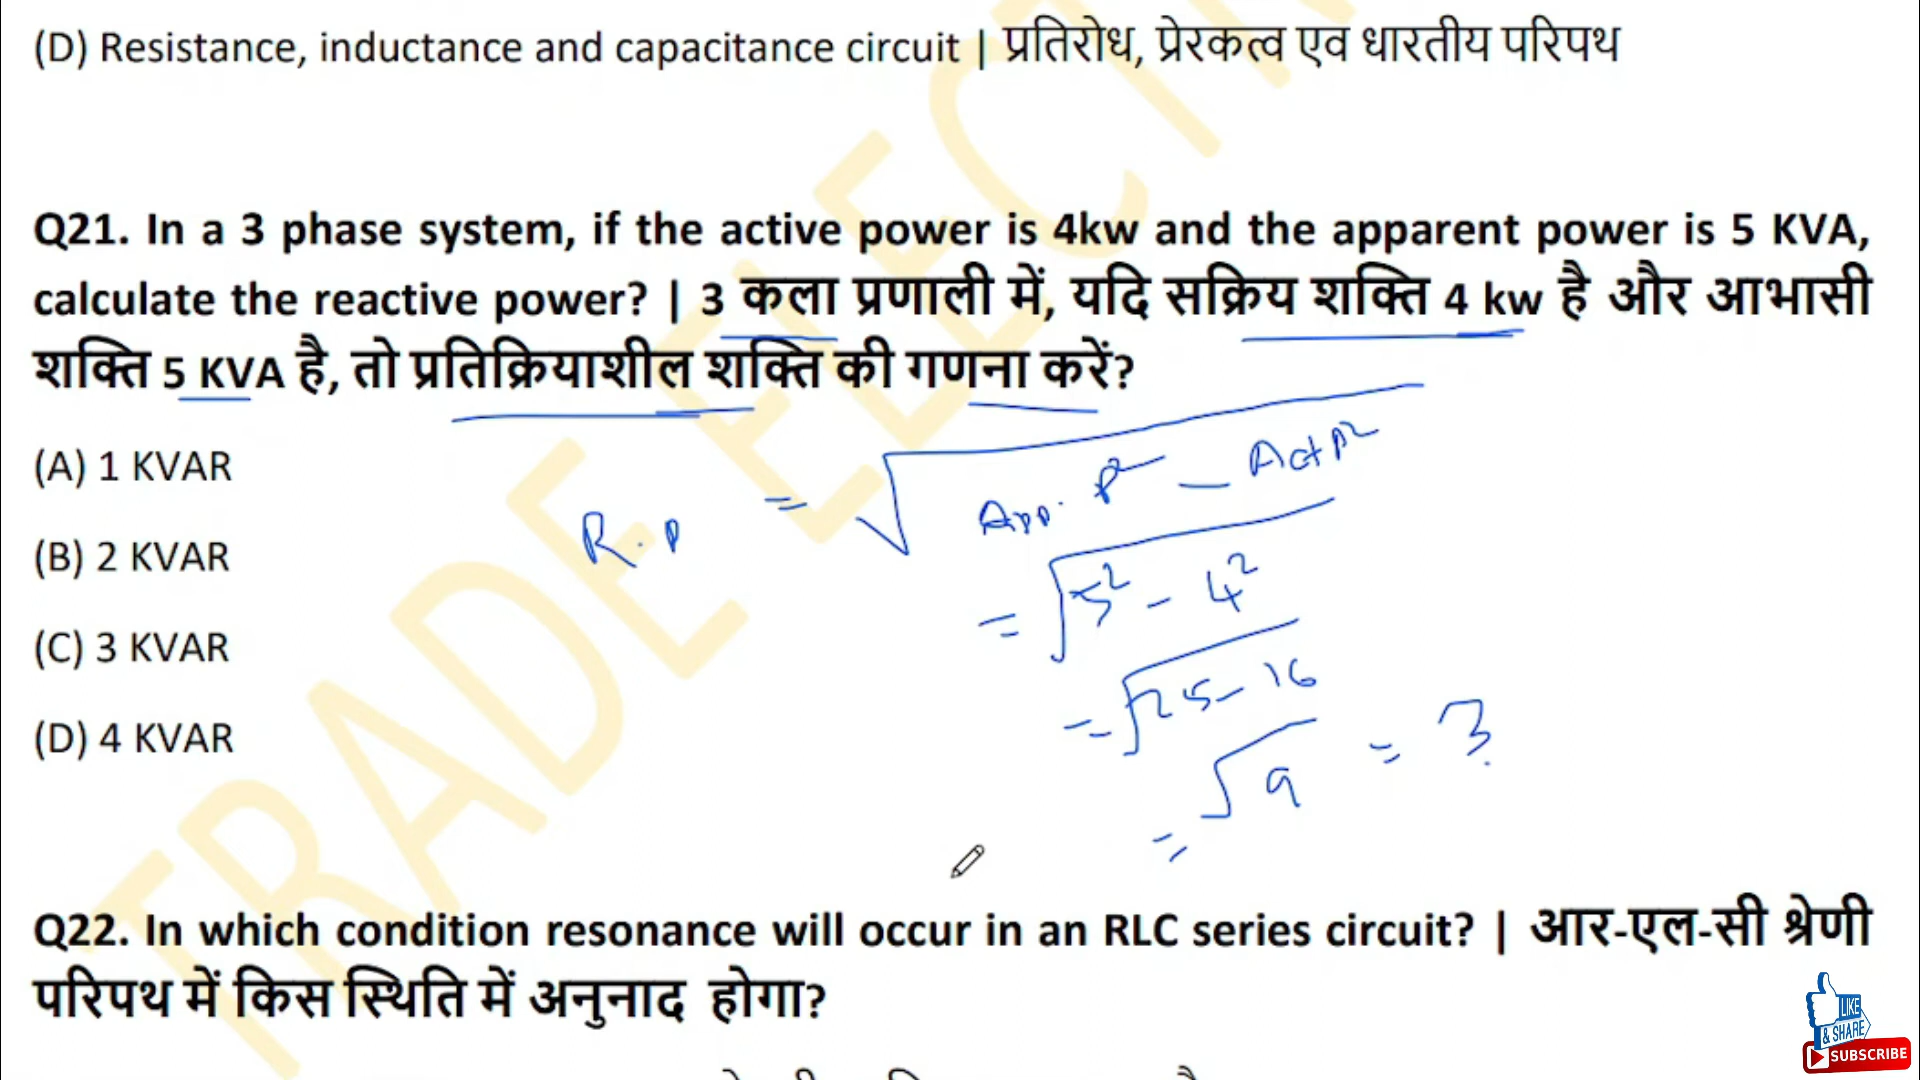 (D) Resistance, inductance and capacitance circuit | प्रतिरोध, प्रेरकत्व एव धारतीय परिपथ
Q21. In a 3 phase system, if the active power is 4kw and the apparent power is 5 KVA,
calculate the reactive power? | 3 कला प्रणाली में, यदि सक्रिय शक्ति 4 kw है और आभासी
शक्ति 5 KVA है, तो प्रतिक्रियाशील शक्ति की गणना करें?
(A) 1 KVAR
(B) 2 KVAR
(C) 3 KVAR
(D) 4 KVAR
R.P = √App. P² - Act P²
= √5² - 4²
= √25 - 16
= √9 = 3
Q22. In which condition resonance will occur in an RLC series circuit? | आर-एल-सी श्रेणी
परिपथ में किस स्थिति में अनुनाद होगा?
TRADE ELECTR
LIKE
& SHARE
SUBSCRIBE